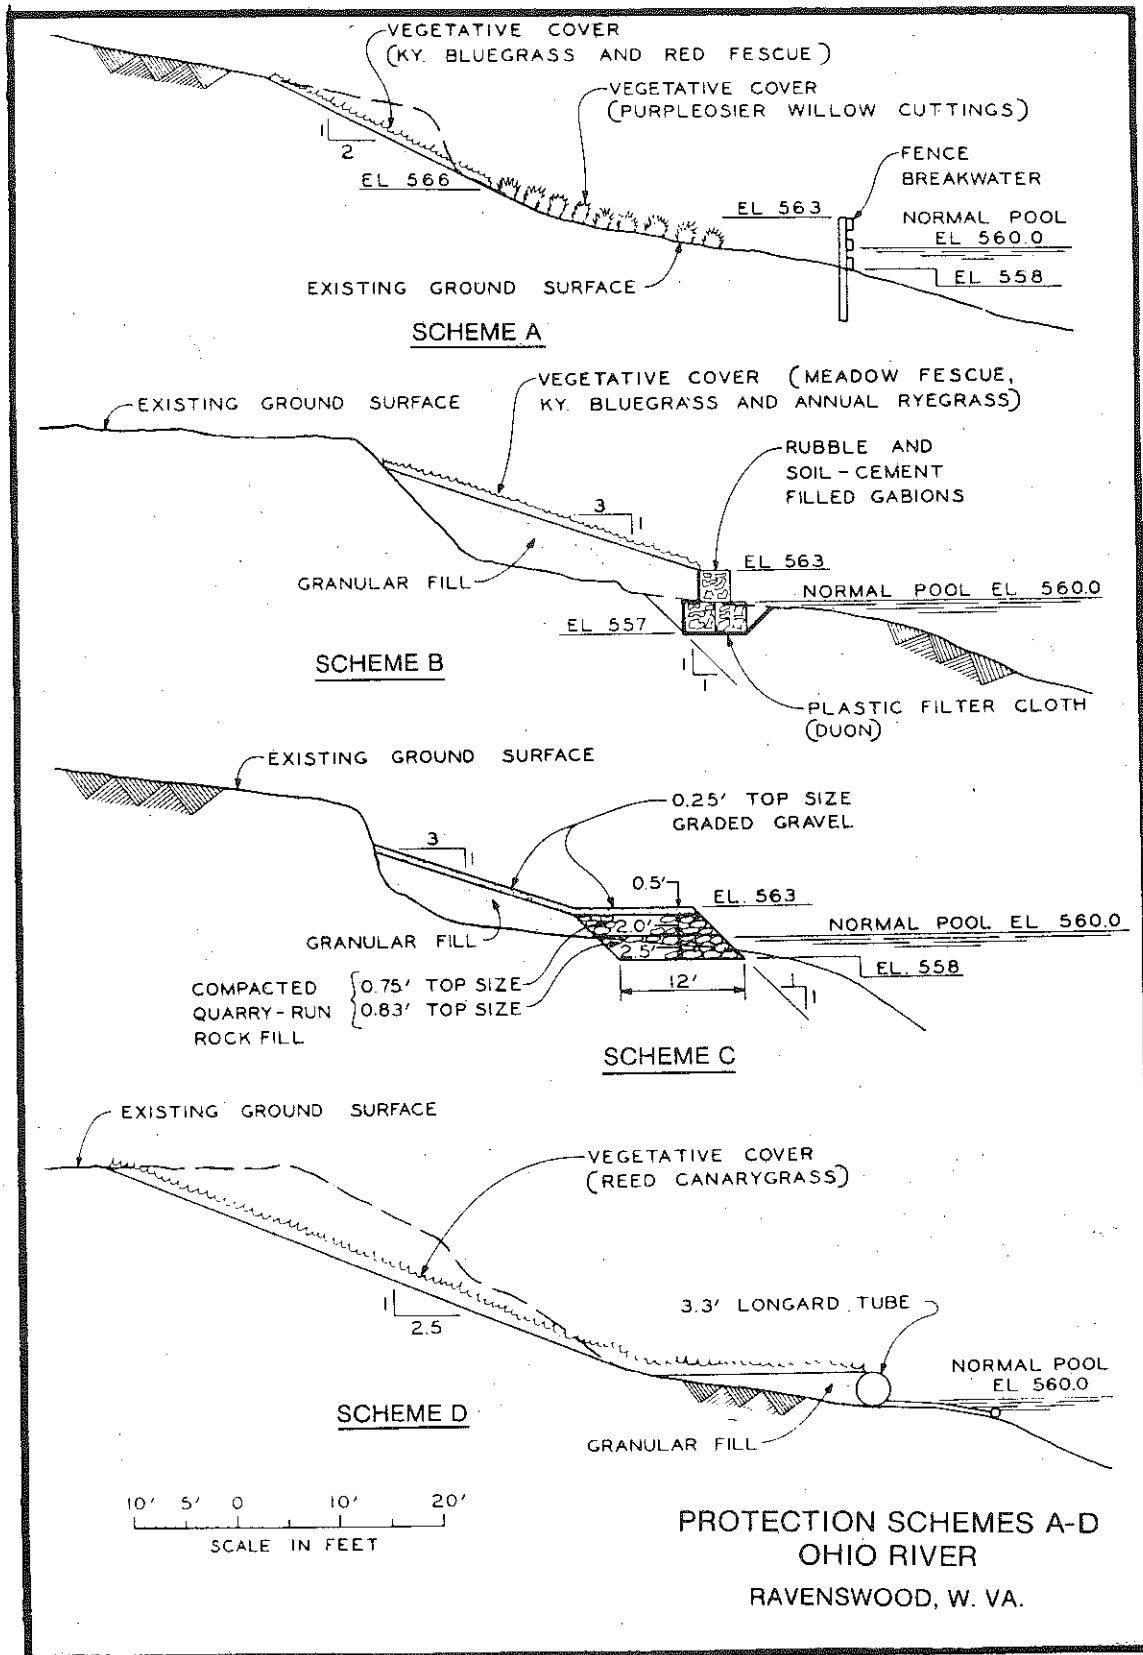 VEGETATIVE COVER
(KY. BLUEGRASS AND RED FESCUE)
VEGETATIVE COVER
(PURPLEOSIER WILLOW CUTTINGS)
1
2
EL 566
FENCE
BREAKWATER
EL 563
NORMAL POOL
EL 560.0
EL 558
EXISTING GROUND SURFACE
SCHEME A
VEGETATIVE COVER (MEADOW FESCUE,
KY. BLUEGRASS AND ANNUAL RYEGRASS)
EXISTING GROUND SURFACE
RUBBLE AND
SOIL-CEMENT
FILLED GABIONS
3
1
EL 563
GRANULAR FILL
NORMAL POOL EL 560.0
EL 557
SCHEME B
1
1
PLASTIC FILTER CLOTH
(DUON)
EXISTING GROUND SURFACE
0.25' TOP SIZE
GRADED GRAVEL
3
1
0.5'
EL. 563
2.0'
NORMAL POOL EL 560.0
GRANULAR FILL
2.5'
EL. 558
COMPACTED
QUARRY-RUN
ROCK FILL
0.75' TOP SIZE
0.83' TOP SIZE
12'
1
1
SCHEME C
EXISTING GROUND SURFACE
VEGETATIVE COVER
(REED CANARYGRASS)
1
2.5
3.3' LONGARD TUBE
NORMAL POOL
EL 560.0
SCHEME D
GRANULAR FILL
10' 5' 0 10' 20'
SCALE IN FEET
PROTECTION SCHEMES A-D
OHIO RIVER
RAVENSWOOD, W. VA.